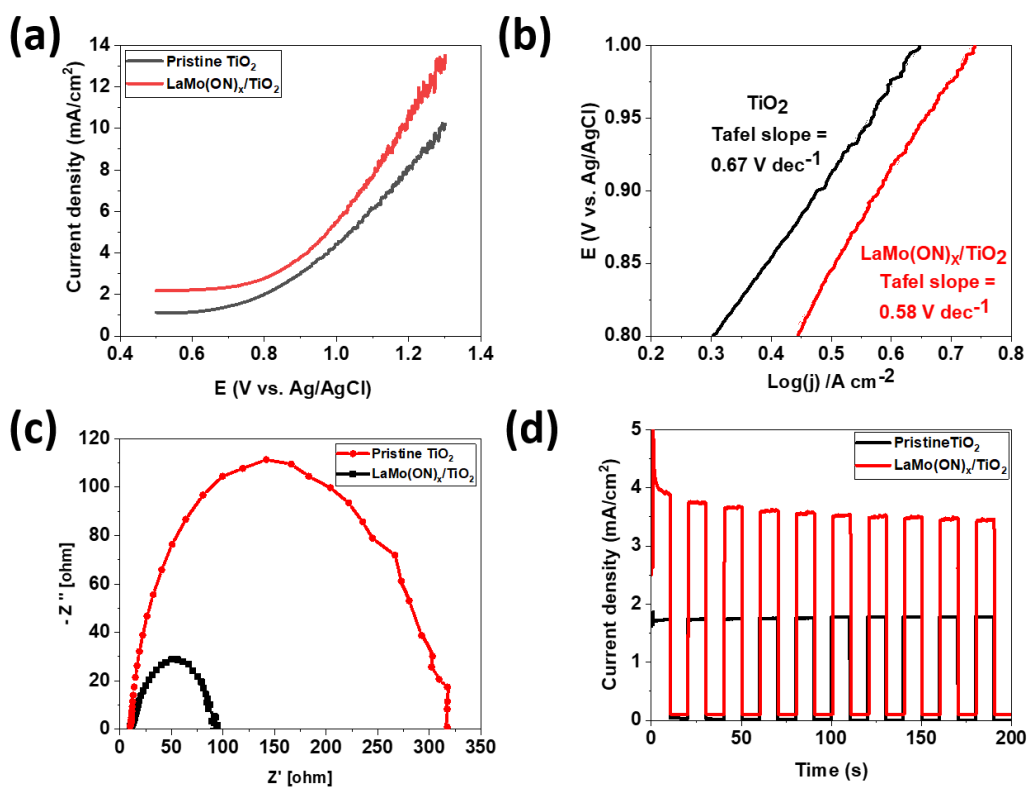 (a)
14
12
10
8
6
4
2
0
Current density (mA/cm²)
Pristine TiO₂
LaMo(ON)ₓ/TiO₂
0.4 0.6 0.8 1.0 1.2 1.4
E (V vs. Ag/AgCl)
(b)
1.00
0.95
0.90
0.85
0.80
E (V vs. Ag/AgCl)
TiO₂
Tafel slope =
0.67 V dec⁻¹
LaMo(ON)ₓ/TiO₂
Tafel slope =
0.58 V dec⁻¹
0.2 0.3 0.4 0.5 0.6 0.7 0.8
Log(j) /A cm⁻²
(c)
120
100
80
60
40
20
0
- Z'' [ohm]
Pristine TiO₂
LaMo(ON)ₓ/TiO₂
0 50 100 150 200 250 300 350
Z' [ohm]
(d)
5
4
3
2
1
0
Current density (mA/cm²)
PristineTiO₂
LaMo(ON)ₓ/TiO₂
0 50 100 150 200
Time (s)